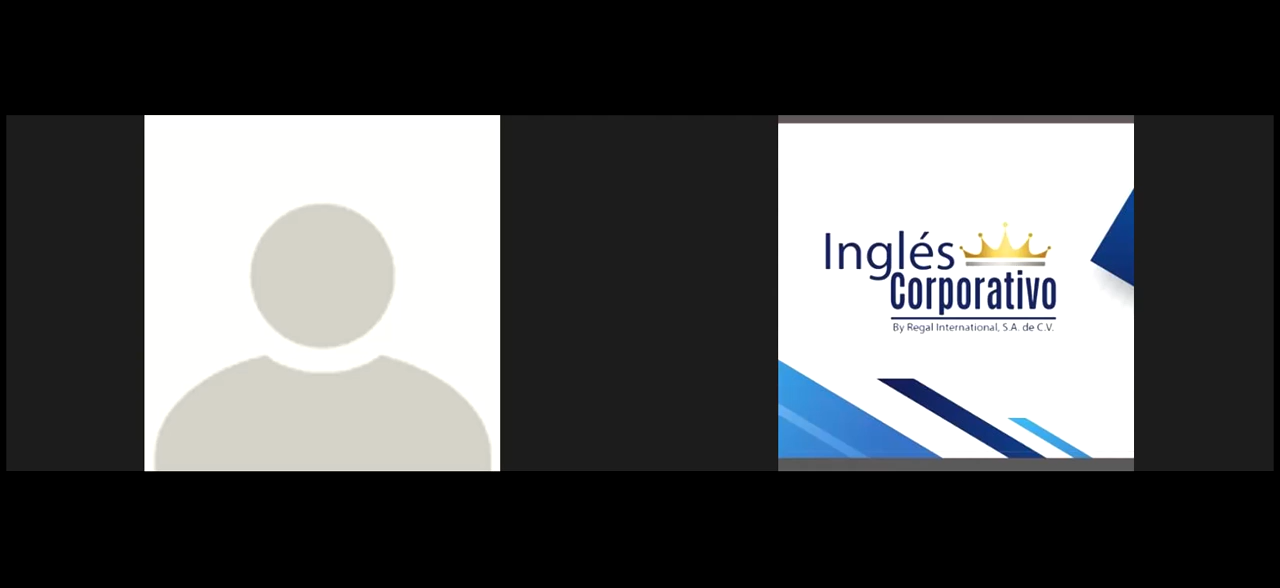 Inglés
Corporativo
By Regal International, S.A. de C.V.